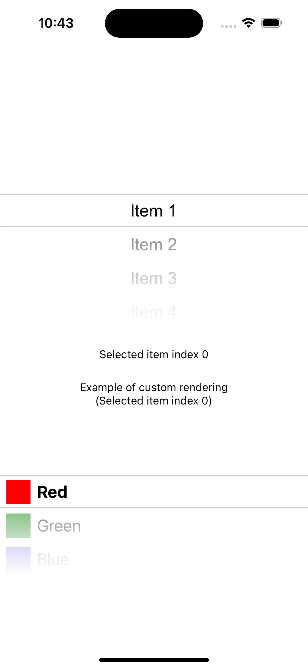 10:43
Item 1
Item 2
Item 3
Item 4
Selected item index 0
Example of custom rendering
(Selected item index 0)
Red
Green
Blue